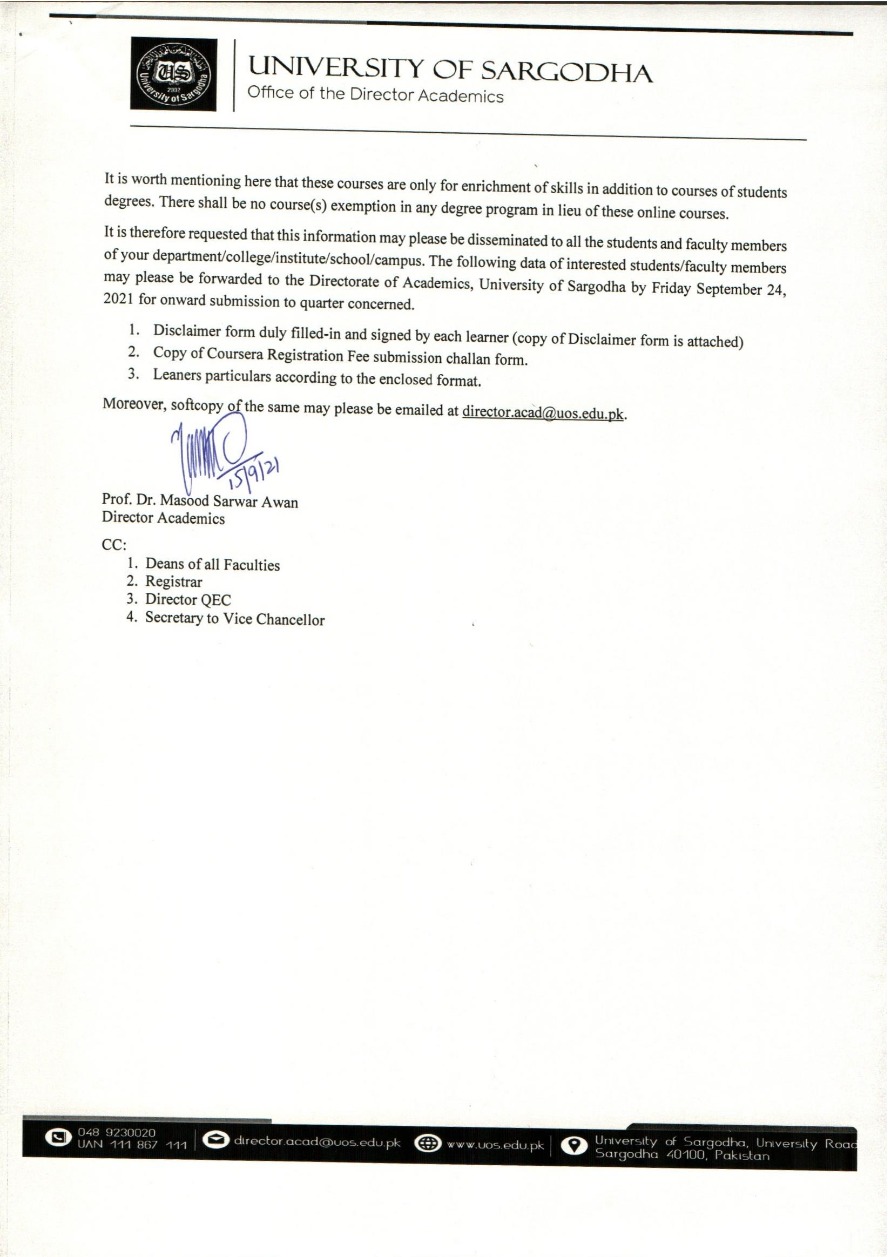 US
University of Sargodha
2002
UNIVERSITY OF SARGODHA
Office of the Director Academics
It is worth mentioning here that these courses are only for enrichment of skills in addition to courses of students
degrees. There shall be no course(s) exemption in any degree program in lieu of these online courses.
It is therefore requested that this information may please be disseminated to all the students and faculty members
of your department/college/institute/school/campus. The following data of interested students/faculty members
may please be forwarded to the Directorate of Academics, University of Sargodha by Friday September 24,
2021 for onward submission to quarter concerned.
1. Disclaimer form duly filled-in and signed by each learner (copy of Disclaimer form is attached)
2. Copy of Coursera Registration Fee submission challan form.
3. Leaners particulars according to the enclosed format.
Moreover, softcopy of the same may please be emailed at director.acad@uos.edu.pk.
15/9/21
Prof. Dr. Masood Sarwar Awan
Director Academics
CC:
1. Deans of all Faculties
2. Registrar
3. Director QEC
4. Secretary to Vice Chancellor
048 9230020
UAN 111 867 111
director.acad@uos.edu.pk
www.uos.edu.pk
University of Sargodha, University Road
Sargodha 40100, Pakistan